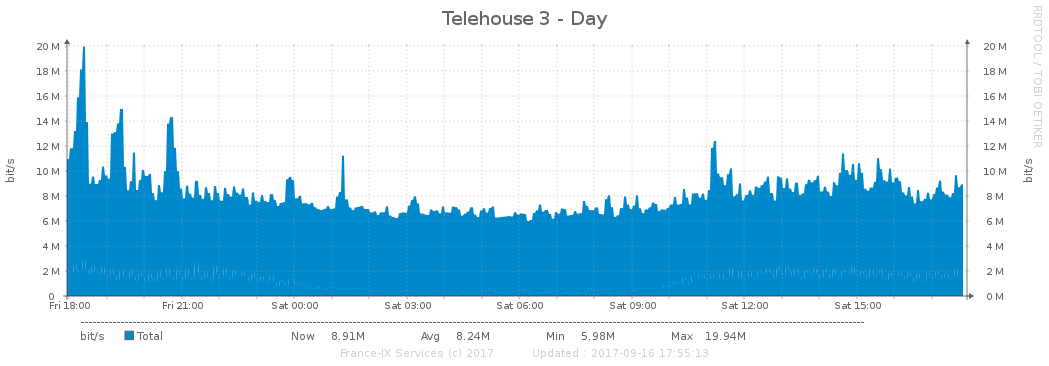 Telehouse 3 - Day
RRDTOOL / TOBI OETIKER
bit/s
bit/s
20 M 20 M
18 M 18 M
16 M 16 M
14 M 14 M
12 M 12 M
10 M 10 M
8 M 8 M
6 M 6 M
4 M 4 M
2 M 2 M
0 0 M
Fri 18:00 Fri 21:00 Sat 00:00 Sat 03:00 Sat 06:00 Sat 09:00 Sat 12:00 Sat 15:00
bit/s Total Now 8.91M Avg 8.24M Min 5.98M Max 19.94M
France-IX Services (c) 2017 Updated : 2017-09-16 17:55:13